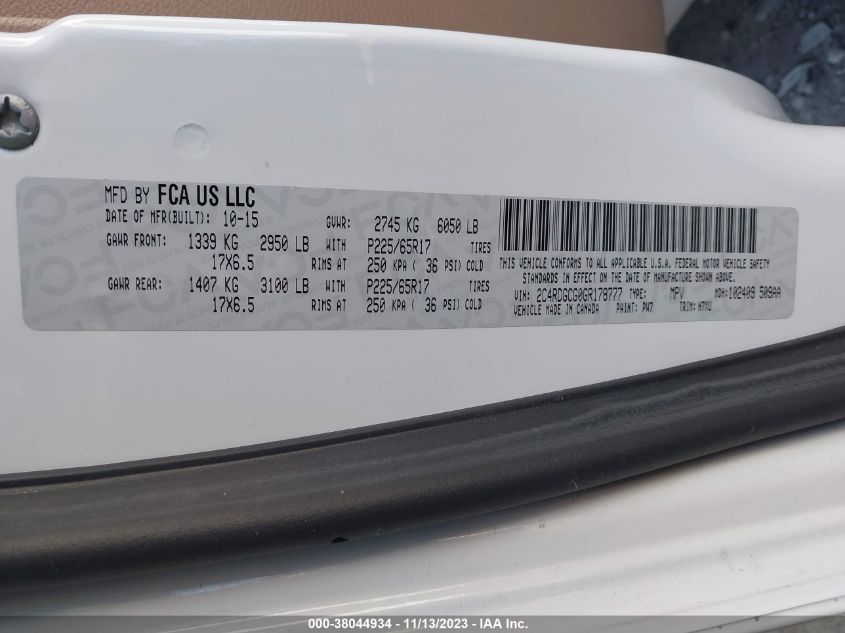 MFD BY FCA US LLC
DATE OF MFR(BUILT): 10-15 GVWR: 2745 KG 6050 LB
GAWR FRONT: 1339 KG 2950 LB WITH P225/65R17 TIRES
17X6.5 RIMS AT 250 KPA ( 36 PSI) COLD
GAWR REAR: 1407 KG 3100 LB WITH P225/65R17 TIRES
17X6.5 RIMS AT 250 KPA ( 36 PSI) COLD
THIS VEHICLE CONFORMS TO ALL APPLICABLE U.S.A. FEDERAL MOTOR VEHICLE SAFETY
STANDARDS IN EFFECT ON THE DATE OF MANUFACTURE SHOWN ABOVE.
VIN: 2C4RDGCG0GR178777 TYPE: MPV MDH: 102409 509AA
VEHICLE MADE IN CANADA PAINT: PW7 TRIM:
000-38044934 - 11/13/2023 - IAA Inc.